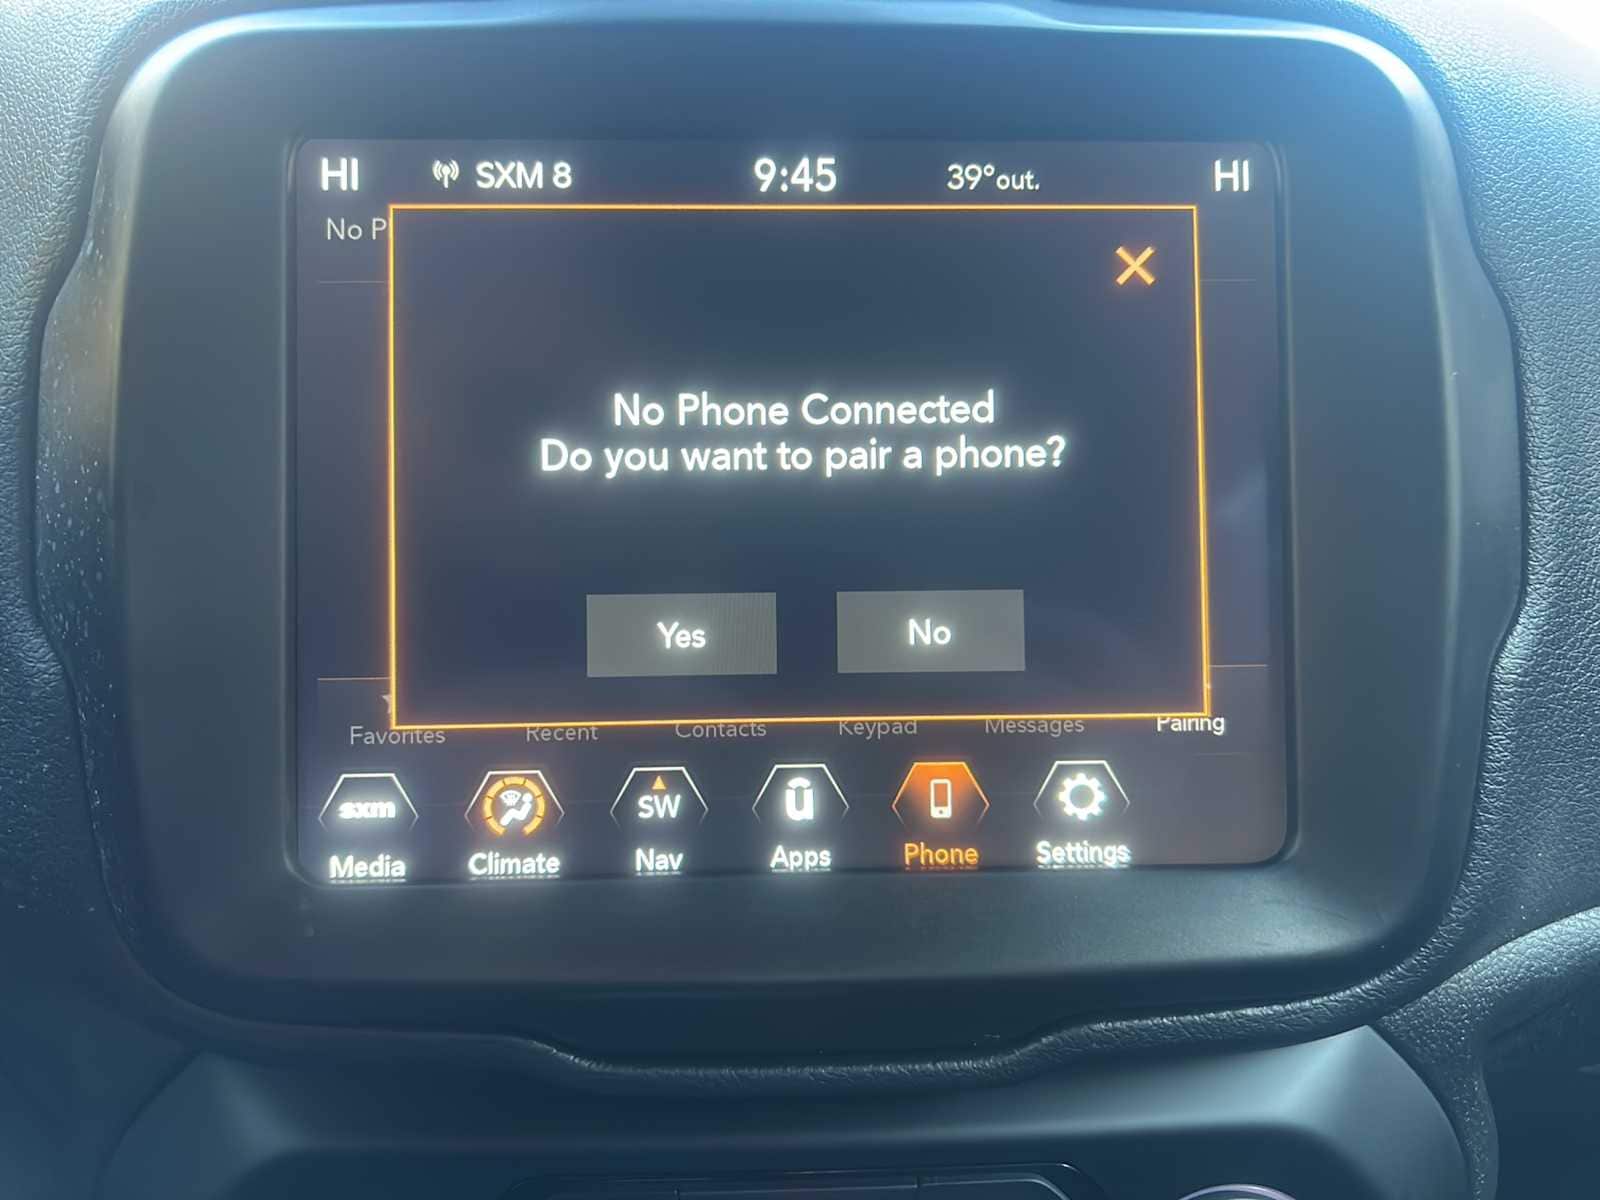 HI SXM 8 9:45 39°out. HI
No P
No Phone Connected
Do you want to pair a phone?
Yes No
Favorites Recent Contacts Keypad Messages Pairing
sxm SW û
Media Climate Nav Apps Phone Settings